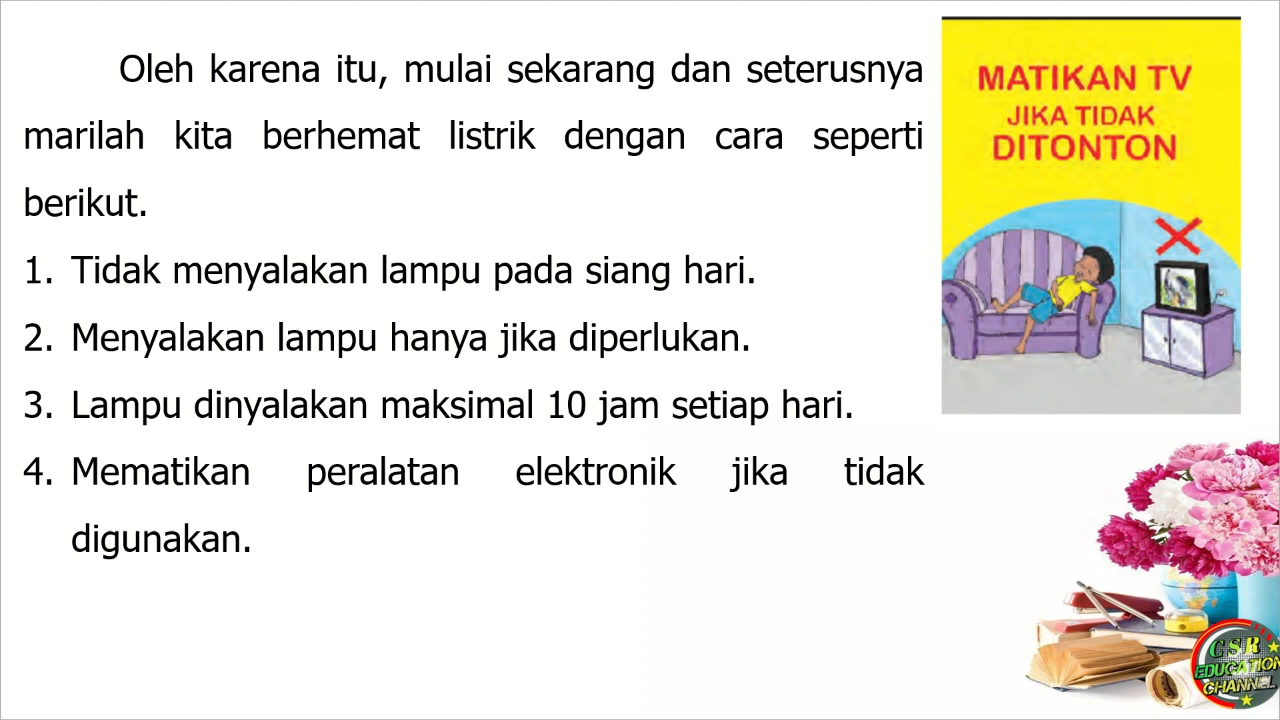 Oleh karena itu, mulai sekarang dan seterusnya
marilah kita berhemat listrik dengan cara seperti
berikut.
1. Tidak menyalakan lampu pada siang hari.
2. Menyalakan lampu hanya jika diperlukan.
3. Lampu dinyalakan maksimal 10 jam setiap hari.
4. Mematikan peralatan elektronik jika tidak
digunakan.
MATIKAN TV
JIKA TIDAK
DITONTON
CSR
EDUCATION
CHANNEL